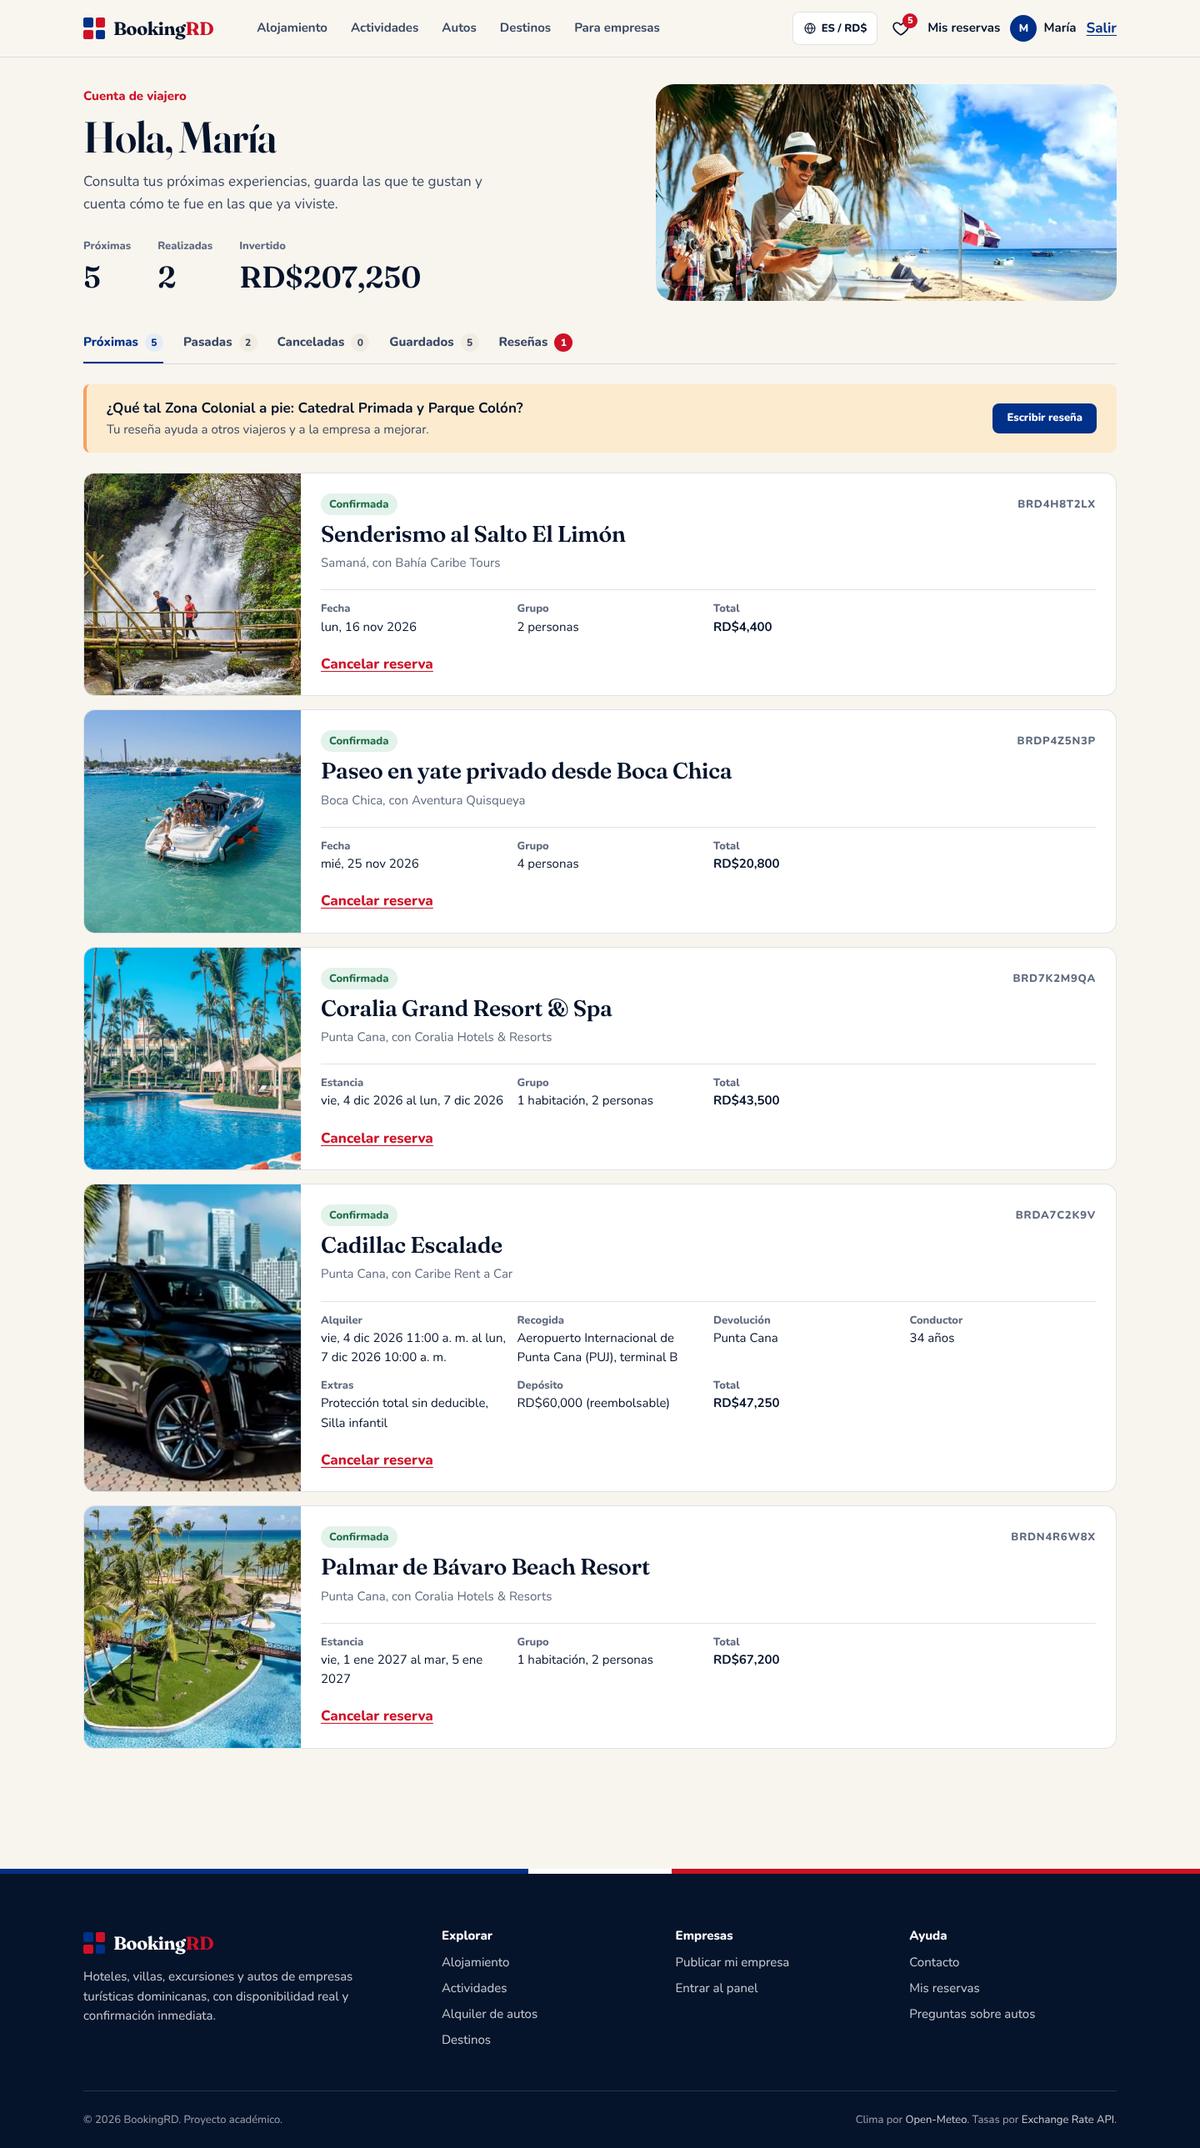 BookingRD
Alojamiento
Actividades
Autos
Destinos
Para empresas
ES / RD$
5
Mis reservas
M
María
Salir
Cuenta de viajero
Hola, María
Consulta tus próximas experiencias, guarda las que te gustan y
cuenta cómo te fue en las que ya viviste.
Próximas
5
Realizadas
2
Invertido
RD$207,250
Próximas 5
Pasadas 2
Canceladas 0
Guardados 5
Reseñas 1
¿Qué tal Zona Colonial a pie: Catedral Primada y Parque Colón?
Tu reseña ayuda a otros viajeros y a la empresa a mejorar.
Escribir reseña
Confirmada
BRD4H8T2LX
Senderismo al Salto El Limón
Samaná, con Bahía Caribe Tours
Fecha
lun, 16 nov 2026
Grupo
2 personas
Total
RD$4,400
Cancelar reserva
Confirmada
BRDP4Z5N3P
Paseo en yate privado desde Boca Chica
Boca Chica, con Aventura Quisqueya
Fecha
mié, 25 nov 2026
Grupo
4 personas
Total
RD$20,800
Cancelar reserva
Confirmada
BRD7K2M9QA
Coralia Grand Resort & Spa
Punta Cana, con Coralia Hotels & Resorts
Estancia
vie, 4 dic 2026 al lun, 7 dic 2026
Grupo
1 habitación, 2 personas
Total
RD$43,500
Cancelar reserva
Confirmada
BRDA7C2K9V
Cadillac Escalade
Punta Cana, con Caribe Rent a Car
Alquiler
vie, 4 dic 2026 11:00 a. m. al lun,
7 dic 2026 10:00 a. m.
Recogida
Aeropuerto Internacional de
Punta Cana (PUJ), terminal B
Devolución
Punta Cana
Conductor
34 años
Extras
Protección total sin deducible,
Silla infantil
Depósito
RD$60,000 (reembolsable)
Total
RD$47,250
Cancelar reserva
Confirmada
BRDN4R6W8X
Palmar de Bávaro Beach Resort
Punta Cana, con Coralia Hotels & Resorts
Estancia
vie, 1 ene 2027 al mar, 5 ene
2027
Grupo
1 habitación, 2 personas
Total
RD$67,200
Cancelar reserva
BookingRD
Hoteles, villas, excursiones y autos de empresas
turísticas dominicanas, con disponibilidad real y
confirmación inmediata.
Explorar
Alojamiento
Actividades
Alquiler de autos
Destinos
Empresas
Publicar mi empresa
Entrar al panel
Ayuda
Contacto
Mis reservas
Preguntas sobre autos
© 2026 BookingRD. Proyecto académico.
Clima por Open-Meteo. Tasas por Exchange Rate API.